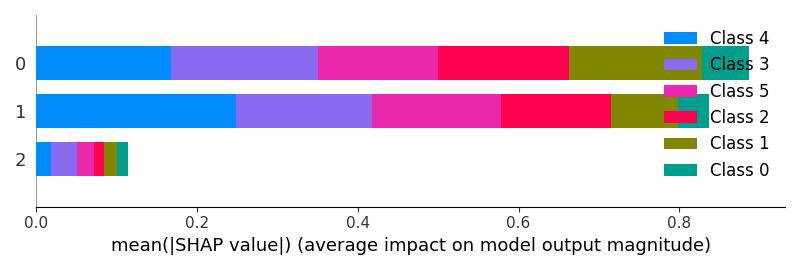 0
1
2
Class 4
Class 3
Class 5
Class 2
Class 1
Class 0
0.0 0.2 0.4 0.6 0.8
mean(|SHAP value|) (average impact on model output magnitude)